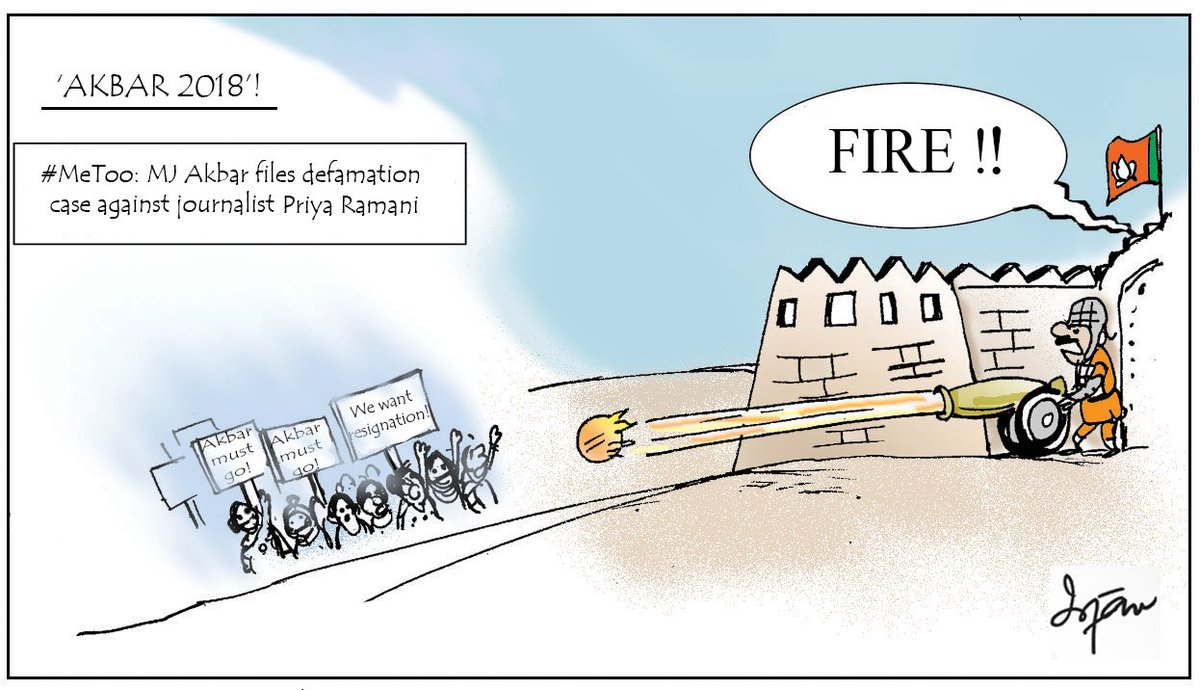 ‘AKBAR 2018’!
#MeToo: MJ Akbar files defamation
case against journalist Priya Ramani
FIRE !!
Akbar
must
go!
Akbar
must
go!
We want
resignation!
Irfan